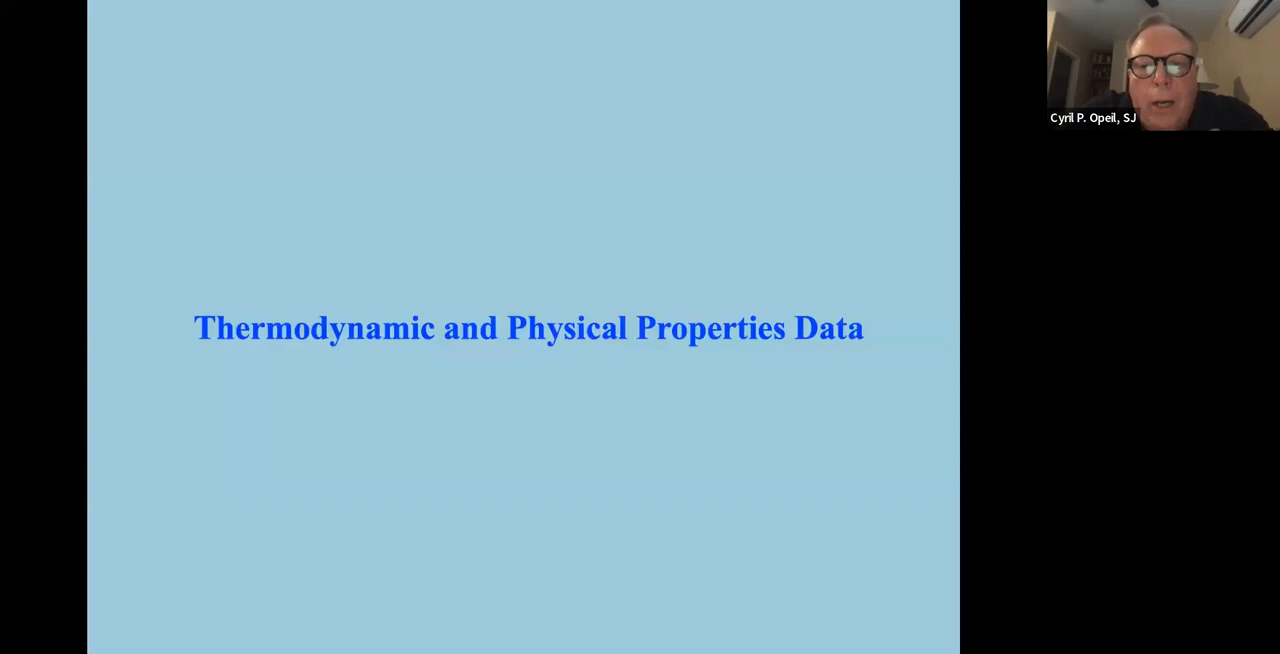 Thermodynamic and Physical Properties Data
Cyril P. Opeil, SJ